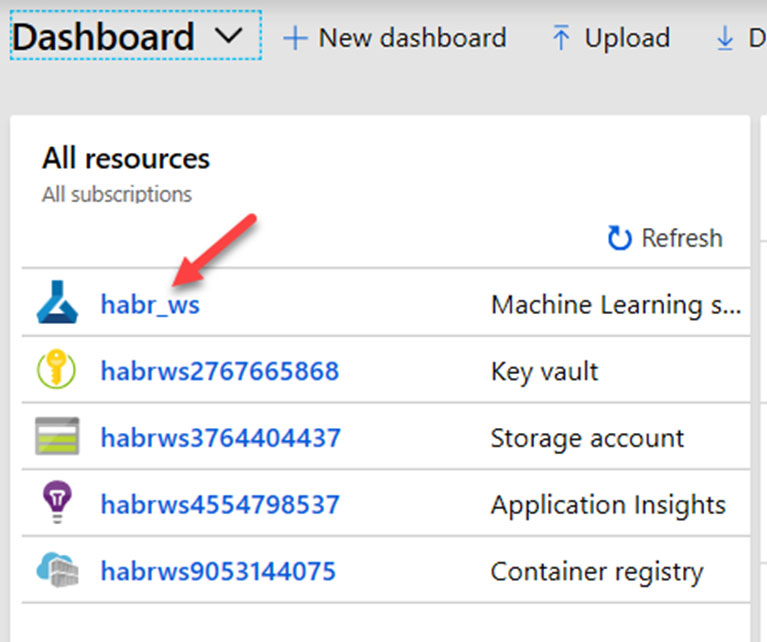 Dashboard New dashboard Upload D
All resources
All subscriptions
Refresh
habr_ws Machine Learning s...
habrws2767665868 Key vault
habrws3764404437 Storage account
habrws4554798537 Application Insights
habrws9053144075 Container registry